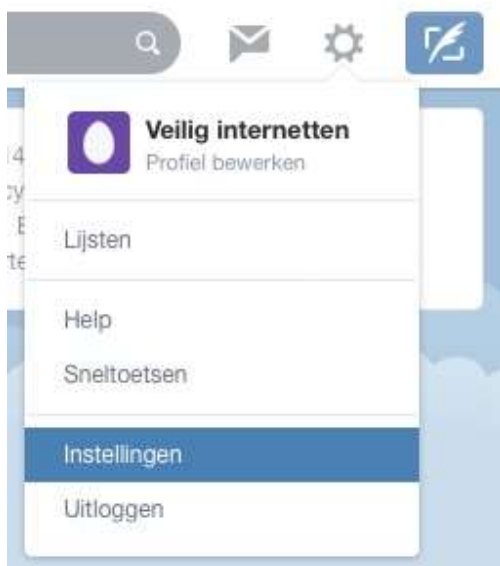 Veilig internetten
Profiel bewerken
Lijsten
Help
Sneltoetsen
Instellingen
Uitloggen